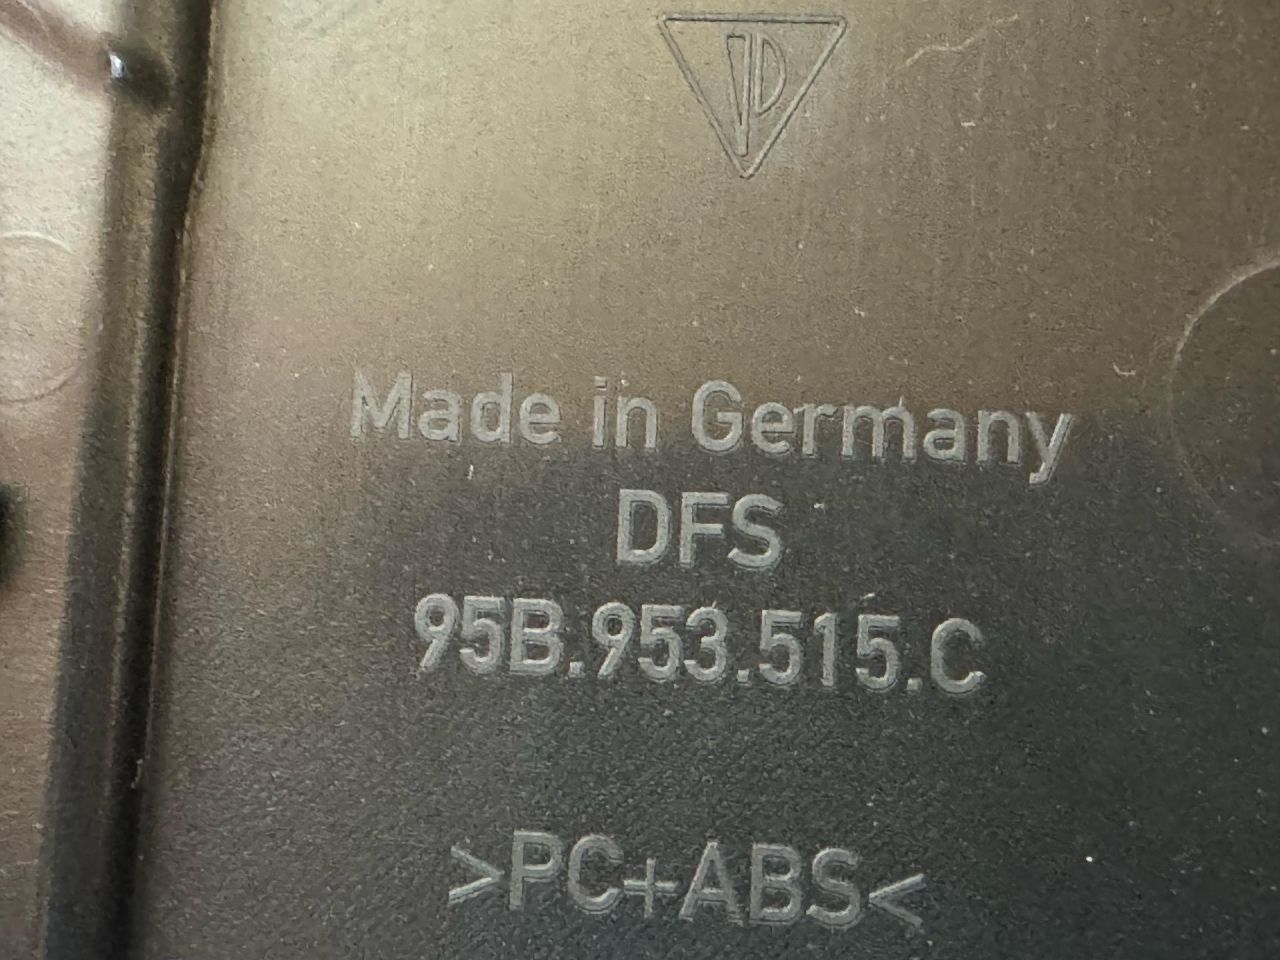 Made in Germany
DFS
95B.953.515.C
>PC+ABS<